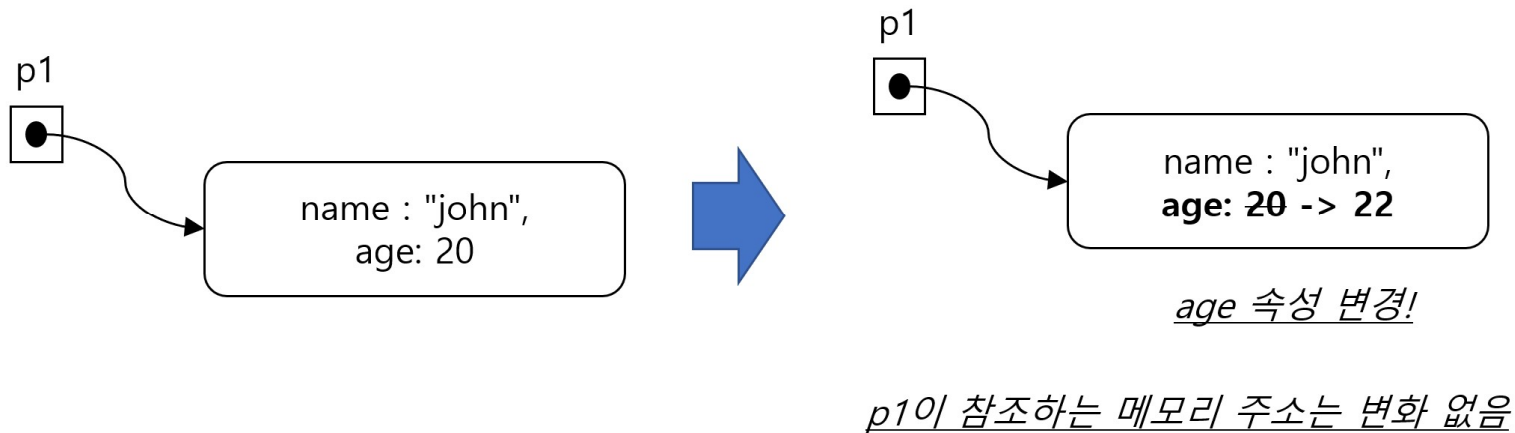 p1
name : "john",
age: 20
p1
name : "john",
age: 20 -> 22
age 속성 변경!
p1이 참조하는 메모리 주소는 변화 없음